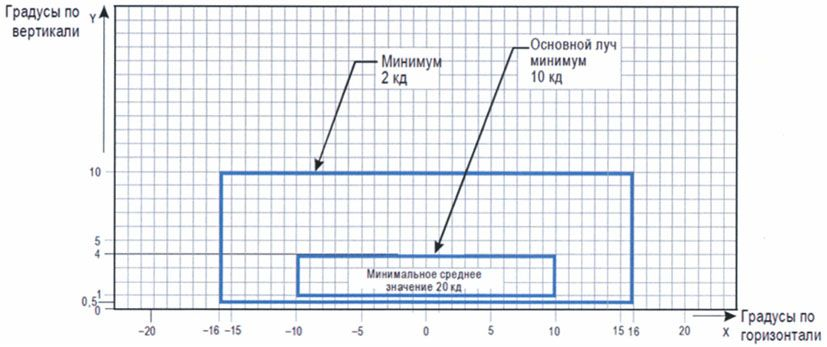 Градусы по
вертикали
Y
Минимум
2 кд
Основной луч
минимум
10 кд
10
5
4
Минимальное среднее
значение 20 кд
1
0,5
0
–20 –16 –15 –10 –5 0 5 10 15 16 20 X
Градусы по
горизонтали